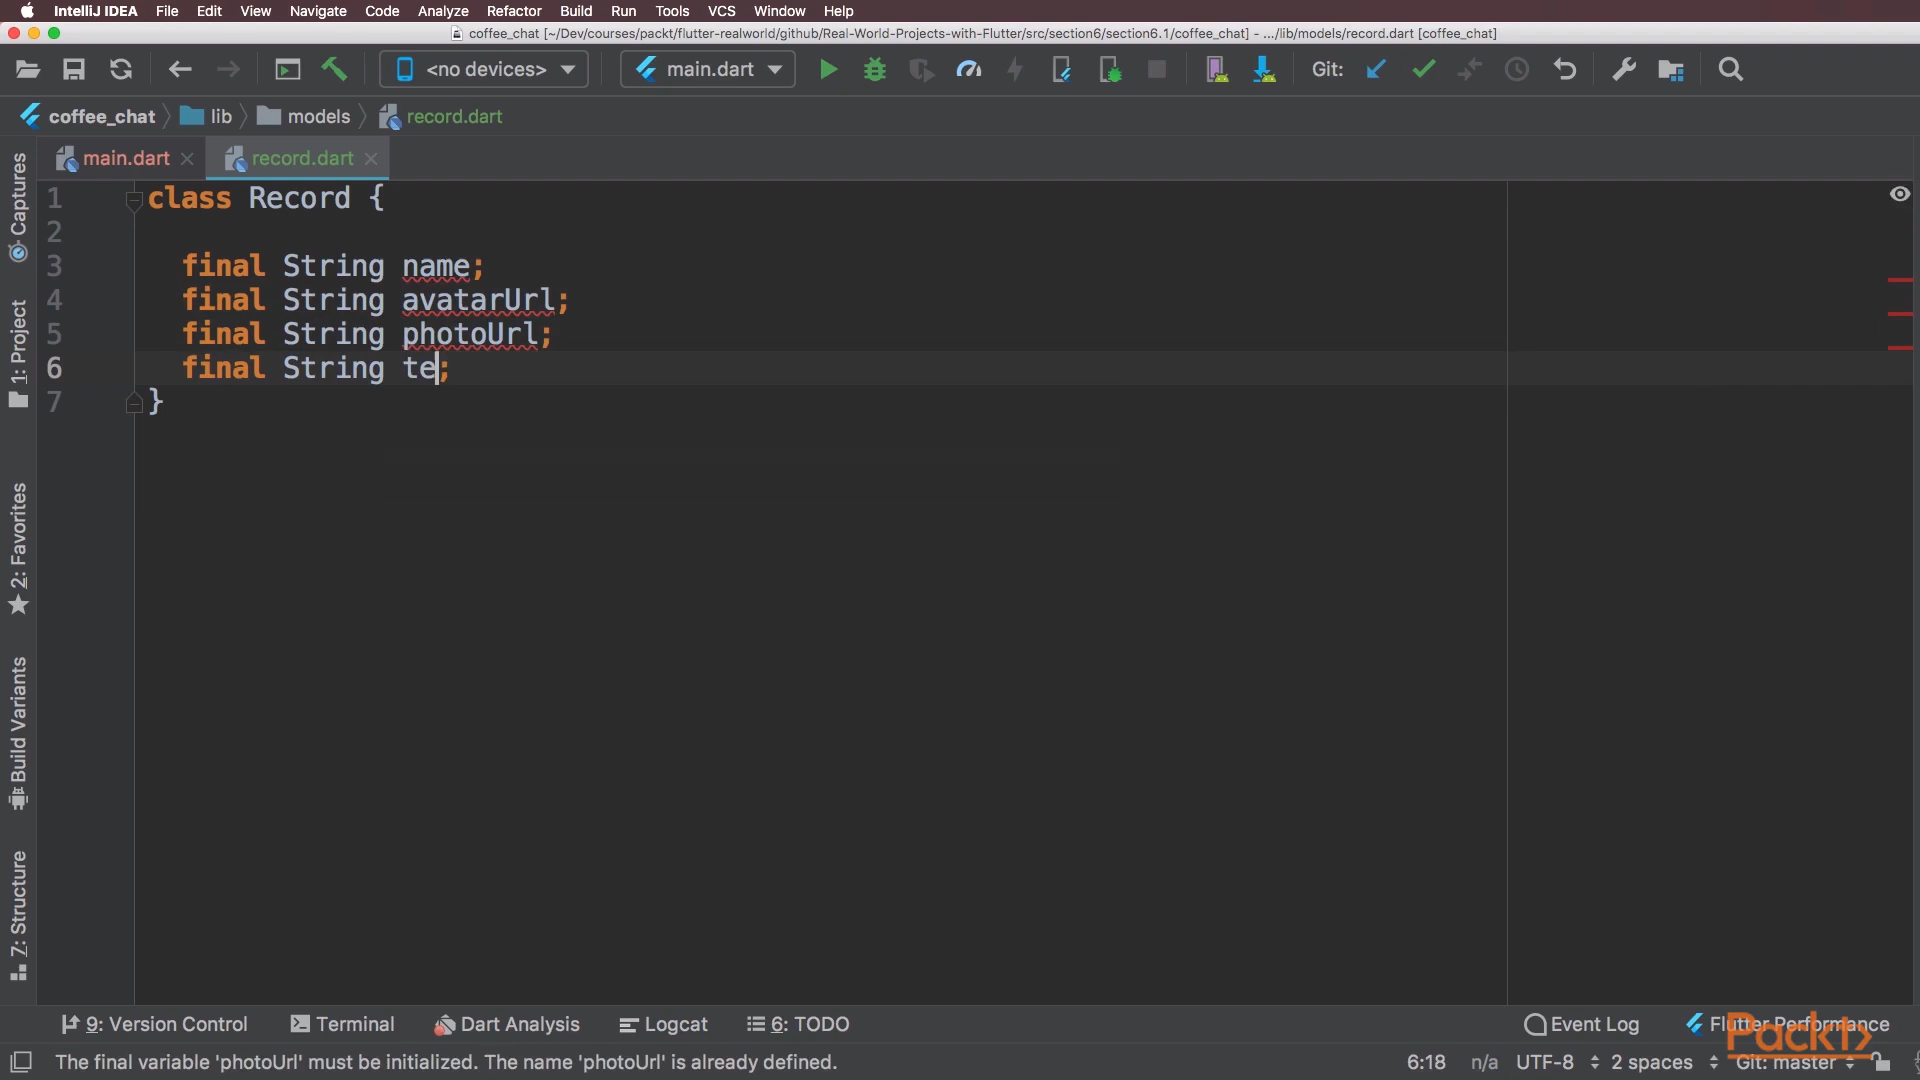 IntelliJ IDEA File Edit View Navigate Code Analyze Refactor Build Run Tools VCS Window Help
coffee_chat [~/Dev/courses/packt/flutter-realworld/github/Real-World-Projects-with-Flutter/src/section6/section6.1/coffee_chat] - .../lib/models/record.dart [coffee_chat]
<no devices> main.dart Git:
coffee_chat lib models record.dart
main.dart record.dart
Captures
1: Project
2: Favorites
Build Variants
7: Structure
1 class Record {
2
3 final String name;
4 final String avatarUrl;
5 final String photoUrl;
6 final String te;
7 }
9: Version Control Terminal Dart Analysis Logcat 6: TODO Event Log Flutter Performance
Packt>
The final variable 'photoUrl' must be initialized. The name 'photoUrl' is already defined. 6:18 n/a UTF-8 2 spaces Git: master